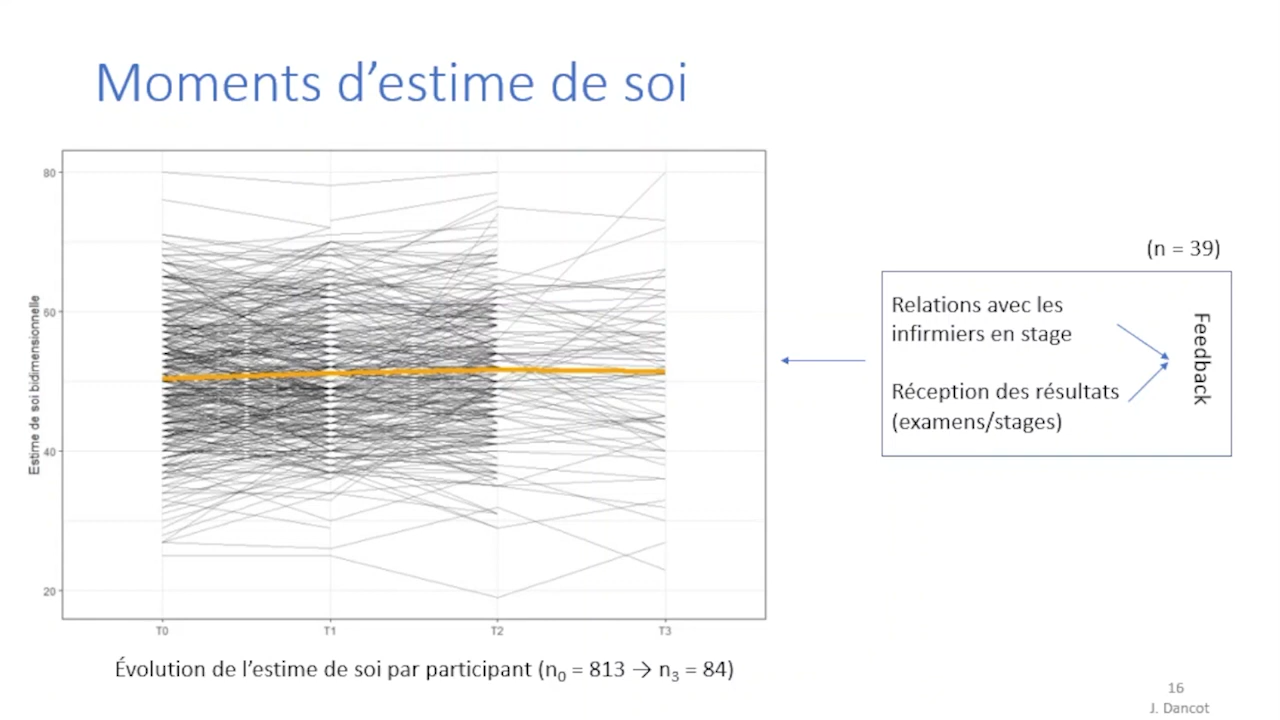 Moments d'estime de soi
80
60
40
20
Estime de soi bidimensionnelle
T0
T1
T2
T3
Évolution de l'estime de soi par participant (n₀ = 813 → n₃ = 84)
(n = 39)
Relations avec les
infirmiers en stage
Réception des résultats
(examens/stages)
Feedback
16
J. Dancot